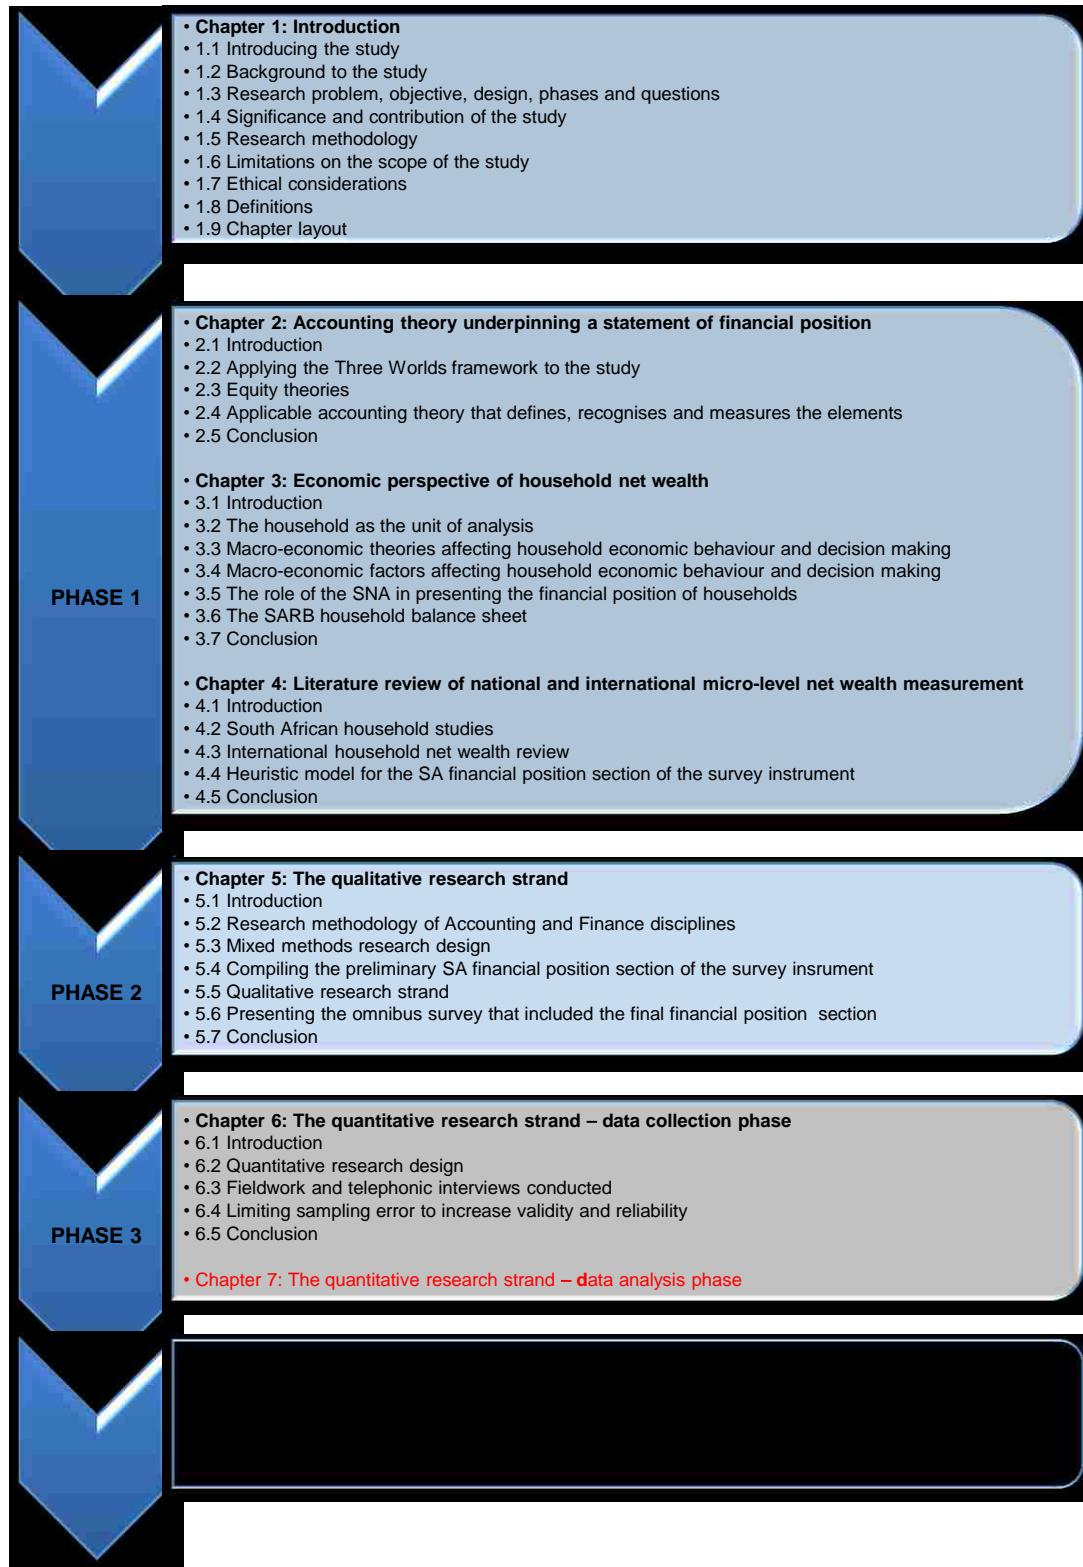 • Chapter 1: Introduction
• 1.1 Introducing the study
• 1.2 Background to the study
• 1.3 Research problem, objective, design, phases and questions
• 1.4 Significance and contribution of the study
• 1.5 Research methodology
• 1.6 Limitations on the scope of the study
• 1.7 Ethical considerations
• 1.8 Definitions
• 1.9 Chapter layout
PHASE 1
• Chapter 2: Accounting theory underpinning a statement of financial position
• 2.1 Introduction
• 2.2 Applying the Three Worlds framework to the study
• 2.3 Equity theories
• 2.4 Applicable accounting theory that defines, recognises and measures the elements
• 2.5 Conclusion
• Chapter 3: Economic perspective of household net wealth
• 3.1 Introduction
• 3.2 The household as the unit of analysis
• 3.3 Macro-economic theories affecting household economic behaviour and decision making
• 3.4 Macro-economic factors affecting household economic behaviour and decision making
• 3.5 The role of the SNA in presenting the financial position of households
• 3.6 The SARB household balance sheet
• 3.7 Conclusion
• Chapter 4: Literature review of national and international micro-level net wealth measurement
• 4.1 Introduction
• 4.2 South African household studies
• 4.3 International household net wealth review
• 4.4 Heuristic model for the SA financial position section of the survey instrument
• 4.5 Conclusion
PHASE 2
• Chapter 5: The qualitative research strand
• 5.1 Introduction
• 5.2 Research methodology of Accounting and Finance disciplines
• 5.3 Mixed methods research design
• 5.4 Compiling the preliminary SA financial position section of the survey insrument
• 5.5 Qualitative research strand
• 5.6 Presenting the omnibus survey that included the final financial position section
• 5.7 Conclusion
PHASE 3
• Chapter 6: The quantitative research strand – data collection phase
• 6.1 Introduction
• 6.2 Quantitative research design
• 6.3 Fieldwork and telephonic interviews conducted
• 6.4 Limiting sampling error to increase validity and reliability
• 6.5 Conclusion
• Chapter 7: The quantitative research strand – data analysis phase